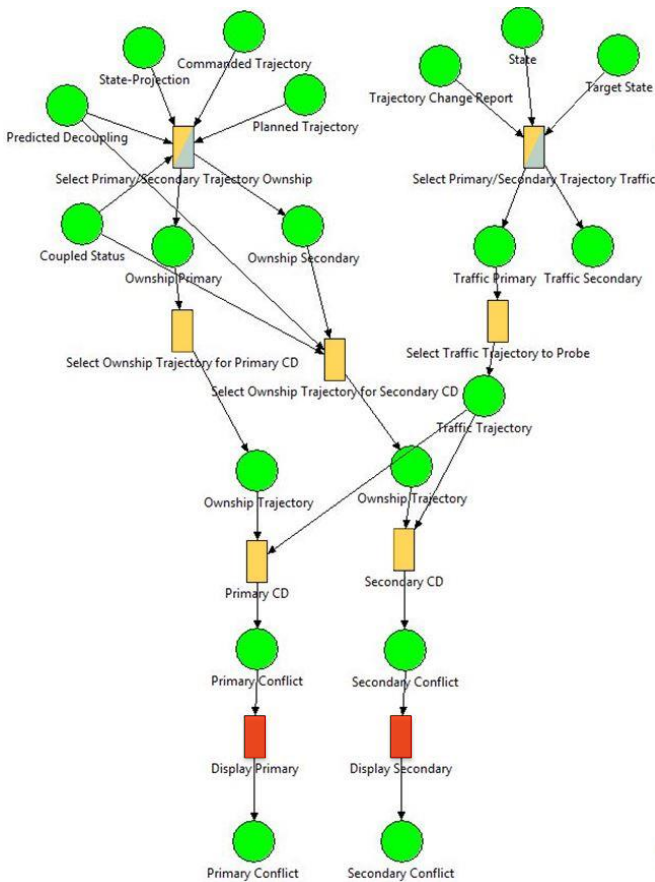 Commanded Trajectory
State
State-Projection
Target State
Trajectory Change Report
Planned Trajectory
Predicted Decoupling
Select Primary/Secondary Trajectory Ownship
Select Primary/Secondary Trajectory Traffic
Coupled Status
Ownship Secondary
Ownship Primary
Traffic Primary
Traffic Secondary
Select Ownship Trajectory for Primary CD
Select Traffic Trajectory to Probe
Select Ownship Trajectory for Secondary CD
Traffic Trajectory
Ownship Trajectory
Ownship Trajectory
Primary CD
Secondary CD
Primary Conflict
Secondary Conflict
Display Primary
Display Secondary
Primary Conflict
Secondary Conflict